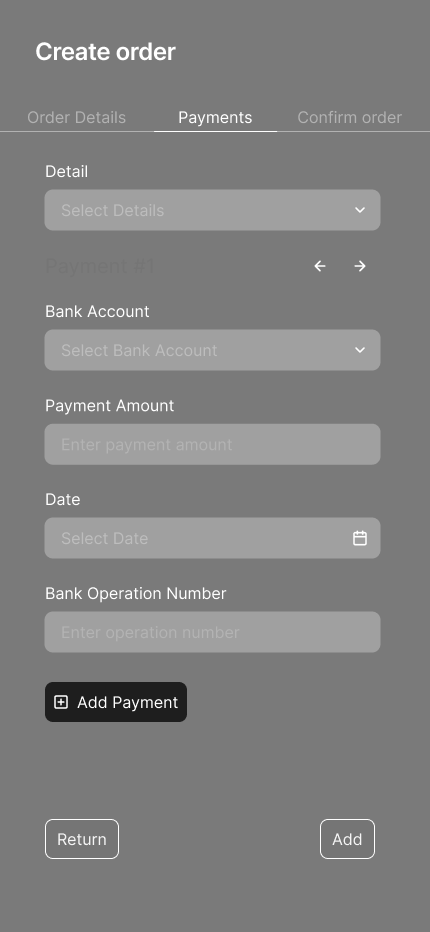 Create order
Order Details Payments Confirm order
Detail
Select Details
Payment #1
Bank Account
Select Bank Account
Payment Amount
Enter payment amount
Date
Select Date
Bank Operation Number
Enter operation number
Add Payment
Return Add